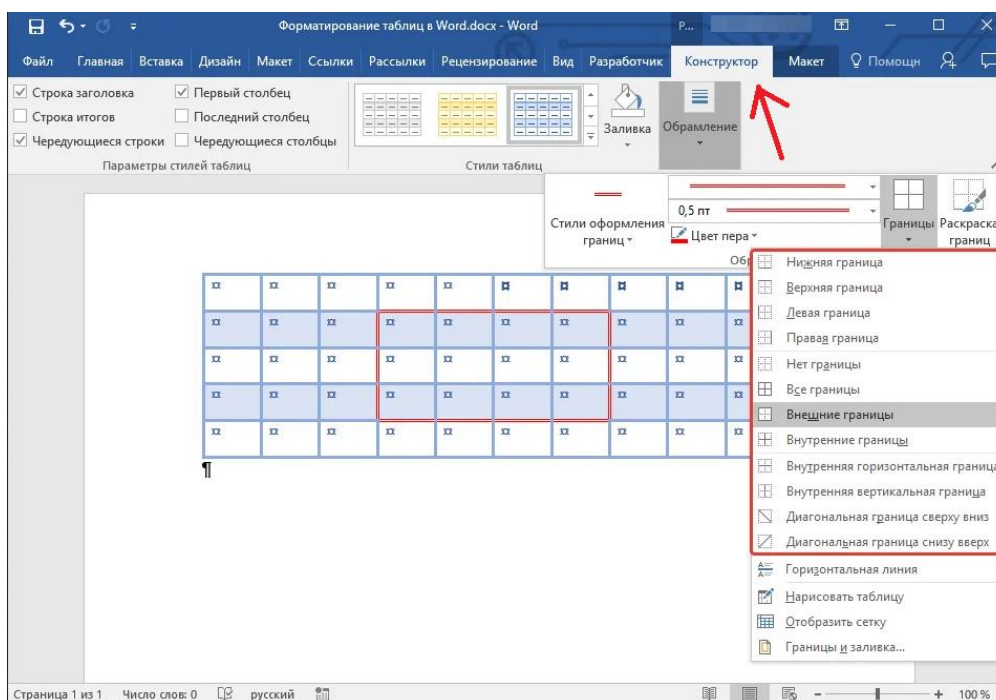 Форматирование таблиц в Word.docx - Word
Р...
Файл Главная Вставка Дизайн Макет Ссылки Рассылки Рецензирование Вид Разработчик Конструктор Макет Помощн
Строка заголовка Первый столбец
Строка итогов Последний столбец
Чередующиеся строки Чередующиеся столбцы
Заливка Обрамление
Параметры стилей таблиц Стили таблиц
0,5 пт
Стили оформления границ
Цвет пера
Границы Раскраска границ
Об
Нижняя граница
Верхняя граница
Левая граница
Правая граница
Нет границы
Все границы
Внешние границы
Внутренние границы
Внутренняя горизонтальная граница
Внутренняя вертикальная граница
Диагональная граница сверху вниз
Диагональная граница снизу вверх
Горизонтальная линия
Нарисовать таблицу
Отобразить сетку
Границы и заливка...
¤ ¤ ¤ ¤ ¤ ¤ ¤ ¤ ¤ ¤
¤ ¤ ¤ ¤ ¤ ¤ ¤ ¤ ¤ ¤
¤ ¤ ¤ ¤ ¤ ¤ ¤ ¤ ¤ ¤
¤ ¤ ¤ ¤ ¤ ¤ ¤ ¤ ¤ ¤
¤ ¤ ¤ ¤ ¤ ¤ ¤ ¤ ¤ ¤
¶
Страница 1 из 1 Число слов: 0 русский 100 %